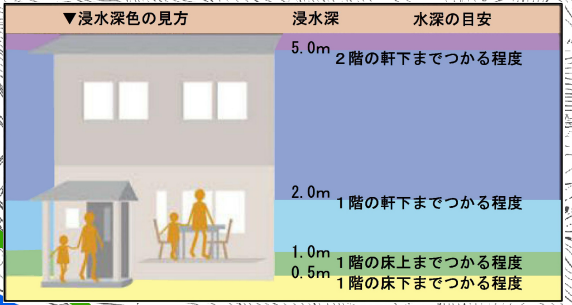 ▼浸水深色の見方 浸水深 水深の目安
5.0m
2階の軒下までつかる程度
2.0m
1階の軒下までつかる程度
1.0m
1階の床上までつかる程度
0.5m
1階の床下までつかる程度